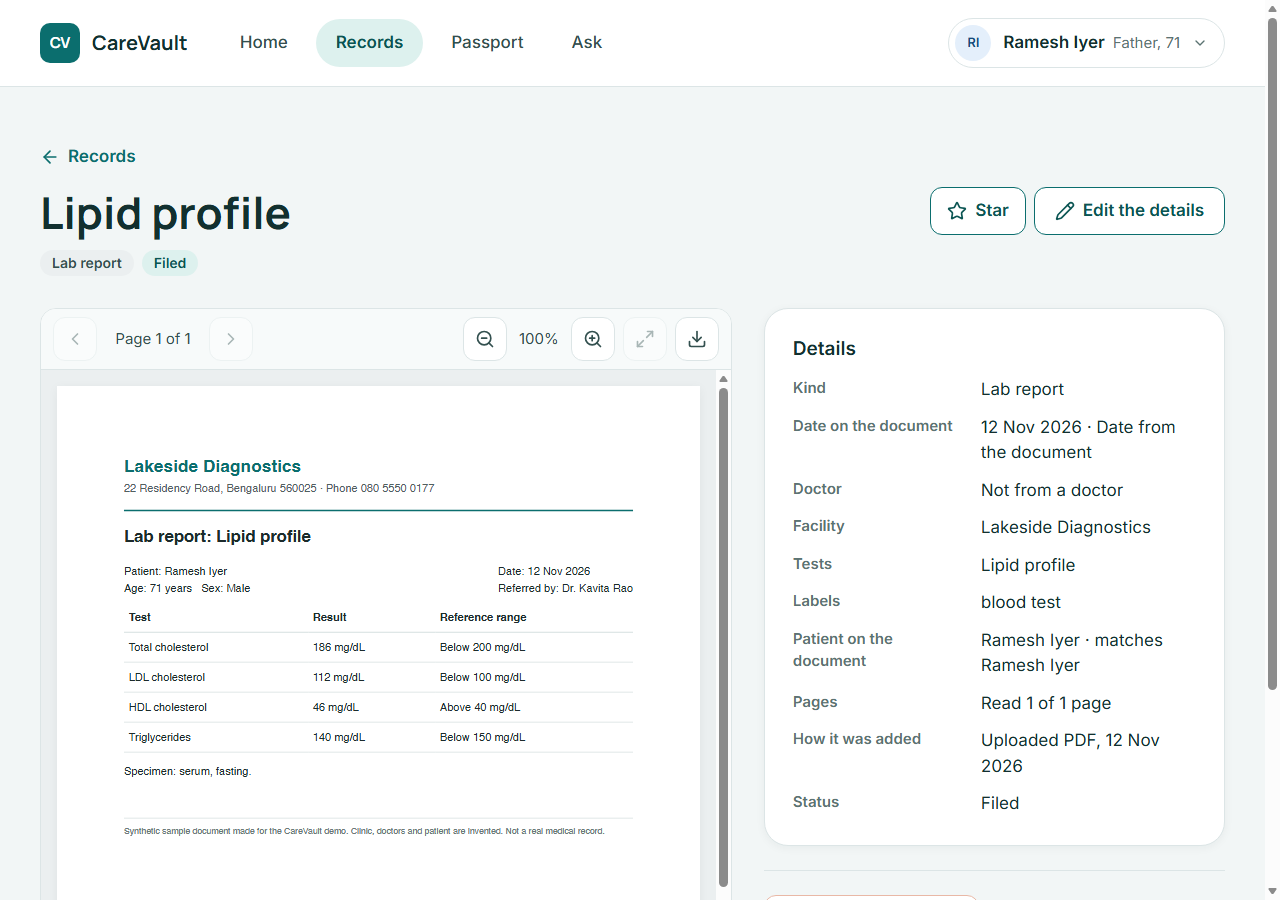 CV CareVault Home Records Passport Ask RI Ramesh Iyer Father, 71
Records
Lipid profile
Star Edit the details
Lab report Filed
Page 1 of 1 100%
Lakeside Diagnostics
22 Residency Road, Bengaluru 560025 · Phone 080 5550 0177
Lab report: Lipid profile
Patient: Ramesh Iyer Date: 12 Nov 2026
Age: 71 years Sex: Male Referred by: Dr. Kavita Rao
Test Result Reference range
Total cholesterol 186 mg/dL Below 200 mg/dL
LDL cholesterol 112 mg/dL Below 100 mg/dL
HDL cholesterol 46 mg/dL Above 40 mg/dL
Triglycerides 140 mg/dL Below 150 mg/dL
Specimen: serum, fasting.
Synthetic sample document made for the CareVault demo. Clinic, doctors and patient are invented. Not a real medical record.
Details
Kind Lab report
Date on the document 12 Nov 2026 · Date from
the document
Doctor Not from a doctor
Facility Lakeside Diagnostics
Tests Lipid profile
Labels blood test
Patient on the Ramesh Iyer · matches
document Ramesh Iyer
Pages Read 1 of 1 page
How it was added Uploaded PDF, 12 Nov
2026
Status Filed